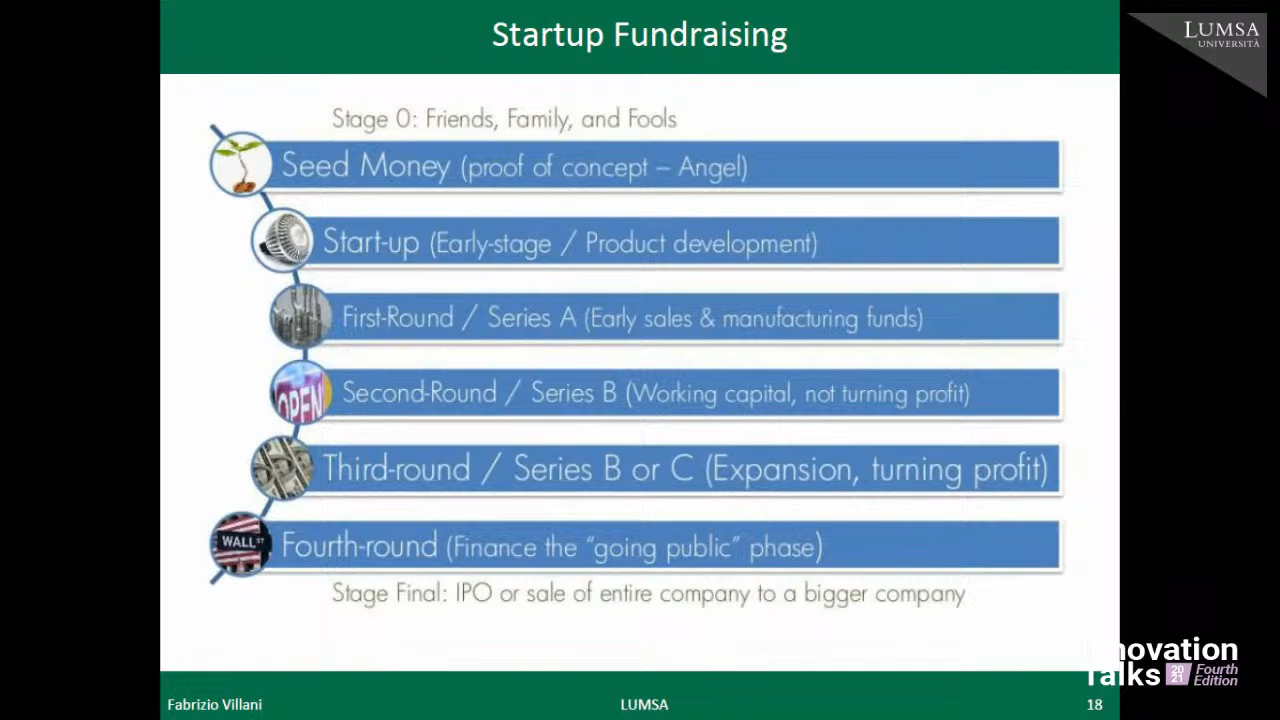 Startup Fundraising
LUMSA
UNIVERSITÀ
Stage 0: Friends, Family, and Fools
Seed Money (proof of concept – Angel)
Start-up (Early-stage / Product development)
First-Round / Series A (Early sales & manufacturing funds)
OPEN
Second-Round / Series B (Working capital, not turning profit)
Third-round / Series B or C (Expansion, turning profit)
WALL ST
Fourth-round (Finance the “going public” phase)
Stage Final: IPO or sale of entire company to a bigger company
Innovation
Talks 20 21 Fourth Edition
Fabrizio Villani
LUMSA
18